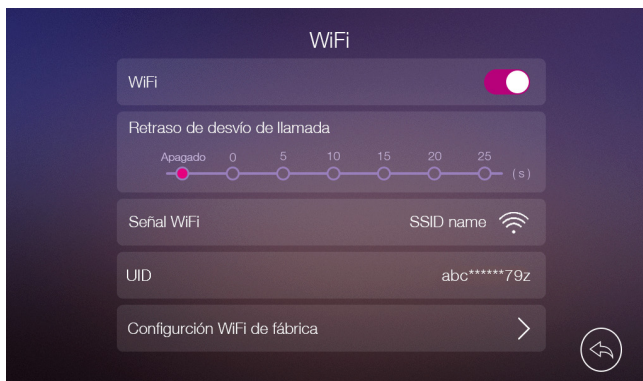 WiFi
WiFi
Retraso de desvío de llamada
Apagado 0 5 10 15 20 25 (s)
Señal WiFi SSID name
UID abc******79z
Configurción WiFi de fábrica